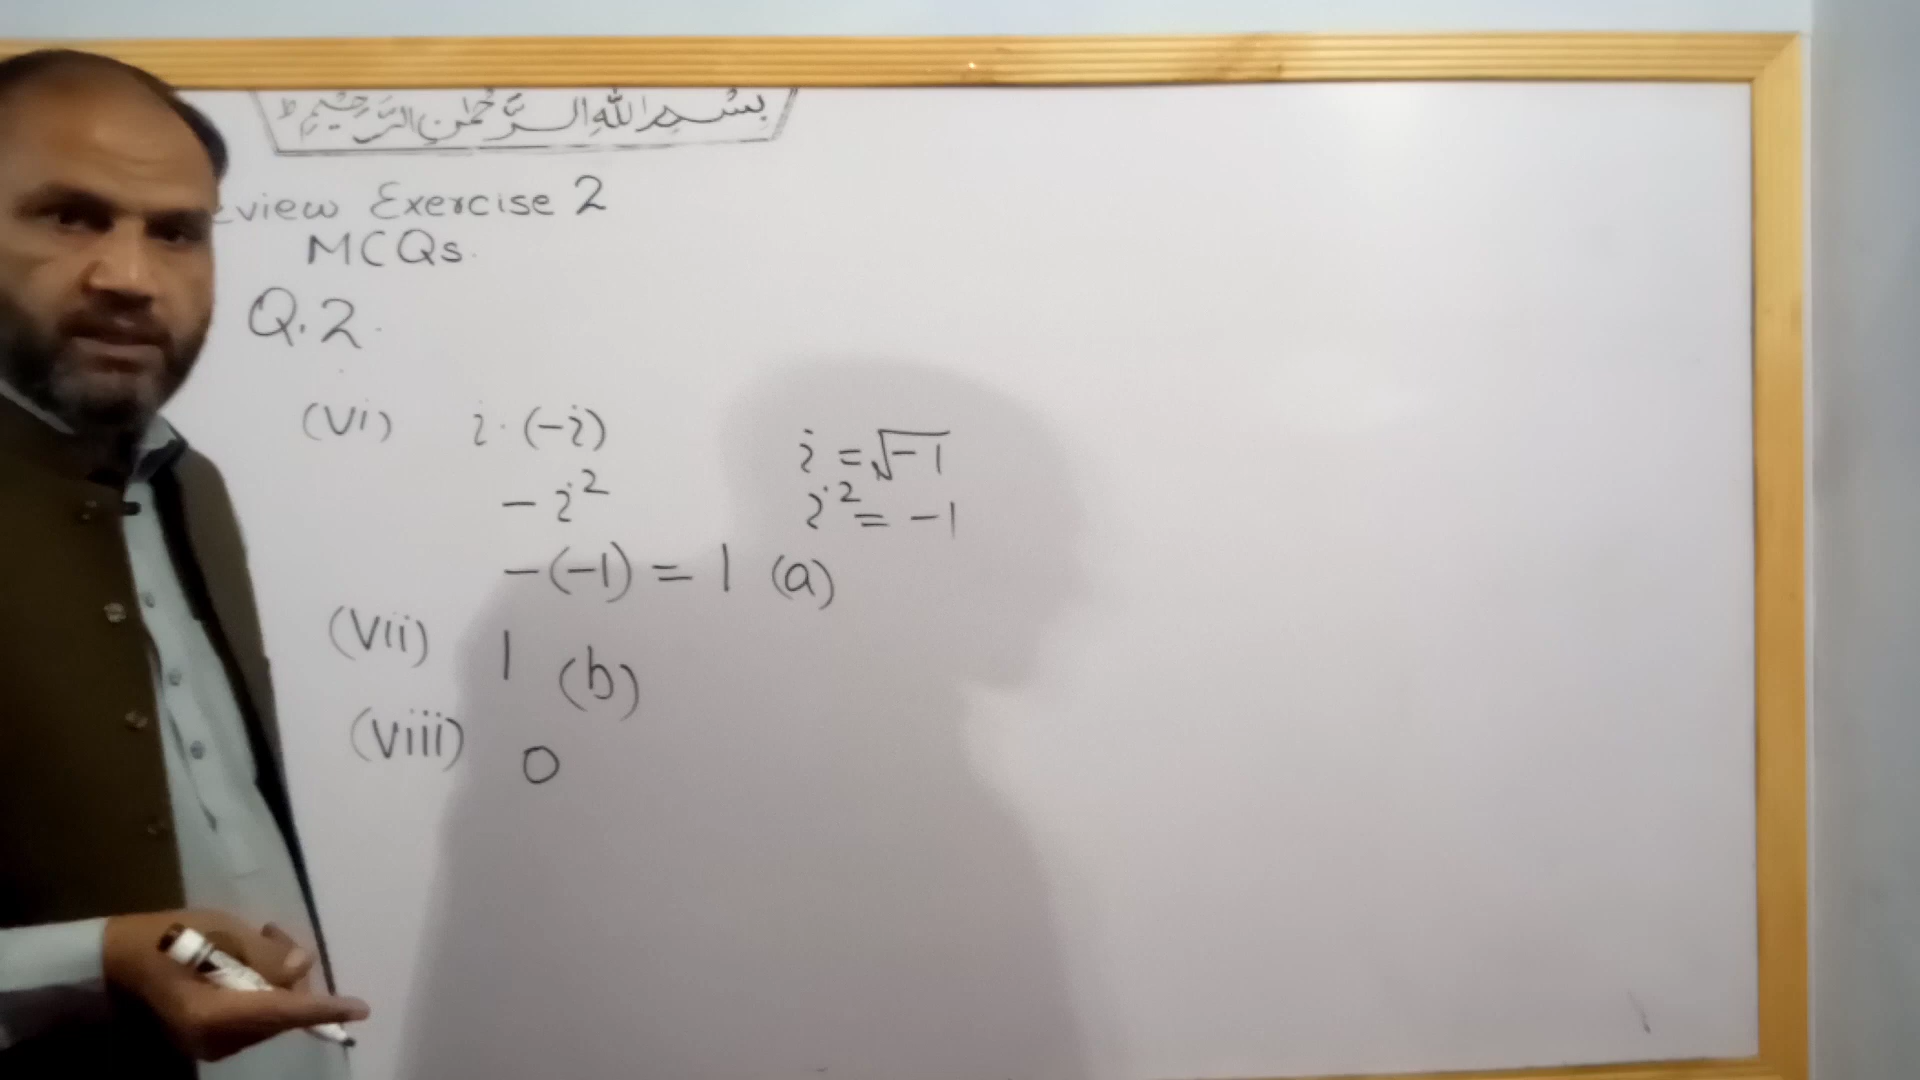 بسم الله الرحمن الرحيم
eview Exercise 2
MCQs.
Q.2.
(Vi) i·(-i)
i = √-1
- i²
i² = -1
-(-1) = 1 (a)
(Vii) 1 (b)
(Viii) 0